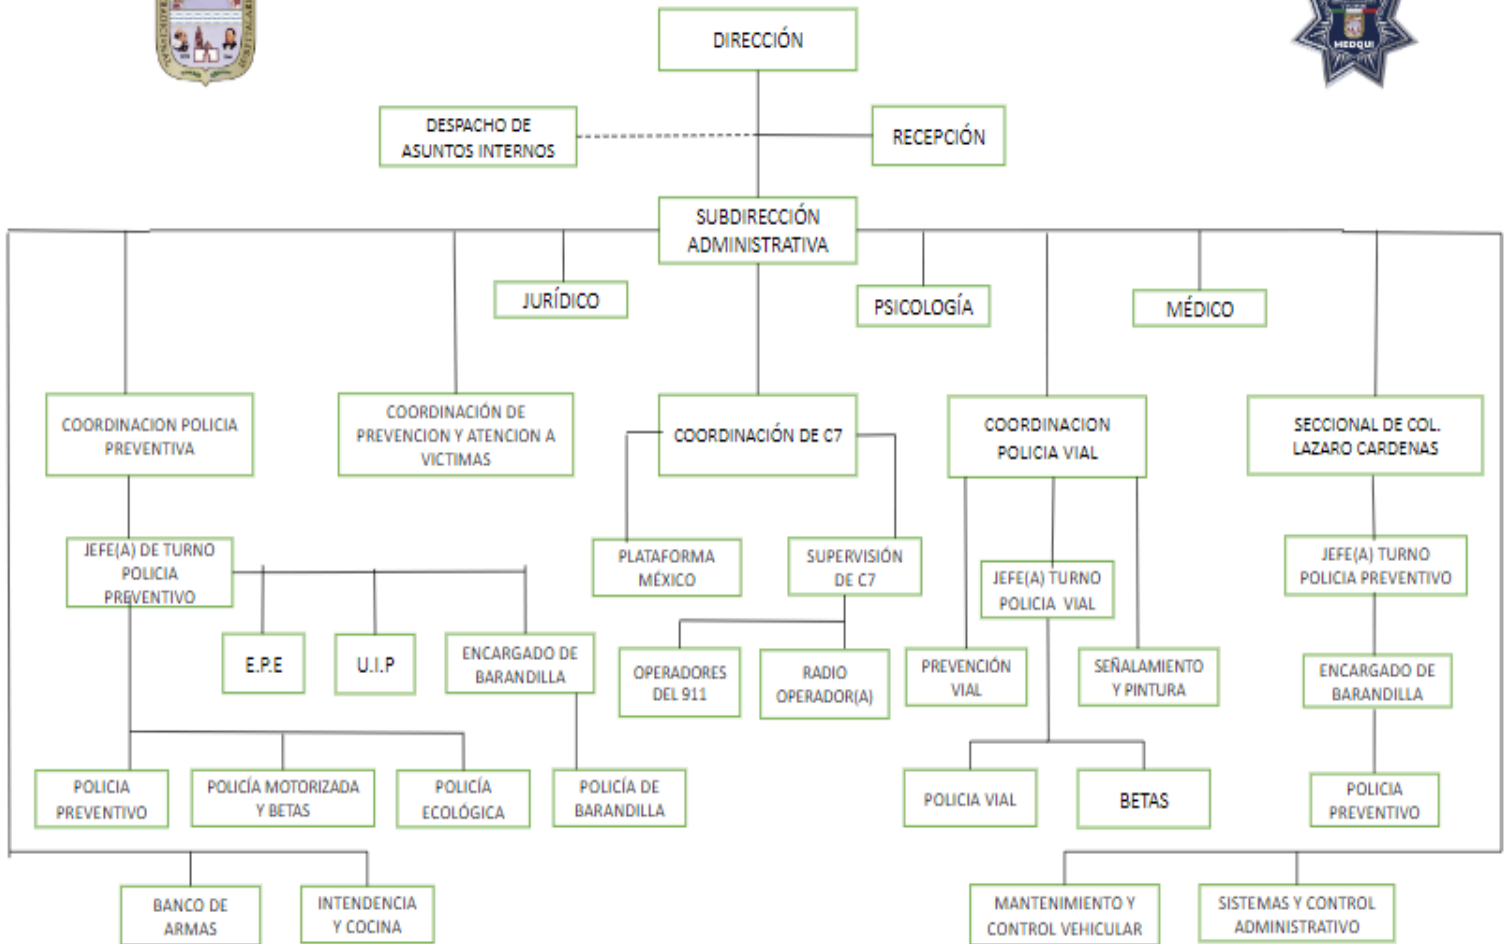 DIRECCIÓN
MEOQUI
DESPACHO DE
ASUNTOS INTERNOS
RECEPCIÓN
SUBDIRECCIÓN
ADMINISTRATIVA
JURÍDICO
PSICOLOGÍA
MÉDICO
COORDINACION POLICIA
PREVENTIVA
COORDINACIÓN DE
PREVENCION Y ATENCION A
VICTIMAS
COORDINACIÓN DE C7
COORDINACION
POLICIA VIAL
SECCIONAL DE COL.
LAZARO CARDENAS
JEFE(A) DE TURNO
POLICIA
PREVENTIVO
PLATAFORMA
MÉXICO
SUPERVISIÓN
DE C7
JEFE(A) TURNO
POLICIA VIAL
JEFE(A) TURNO
POLICIA PREVENTIVO
E.P.E
U.I.P
ENCARGADO DE
BARANDILLA
OPERADORES
DEL 911
RADIO
OPERADOR(A)
PREVENCIÓN
VIAL
SEÑALAMIENTO
Y PINTURA
ENCARGADO DE
BARANDILLA
POLICIA
PREVENTIVO
POLICÍA MOTORIZADA
Y BETAS
POLICÍA
ECOLÓGICA
POLICÍA DE
BARANDILLA
POLICIA VIAL
BETAS
POLICIA
PREVENTIVO
BANCO DE
ARMAS
INTENDENCIA
Y COCINA
MANTENIMIENTO Y
CONTROL VEHICULAR
SISTEMAS Y CONTROL
ADMINISTRATIVO